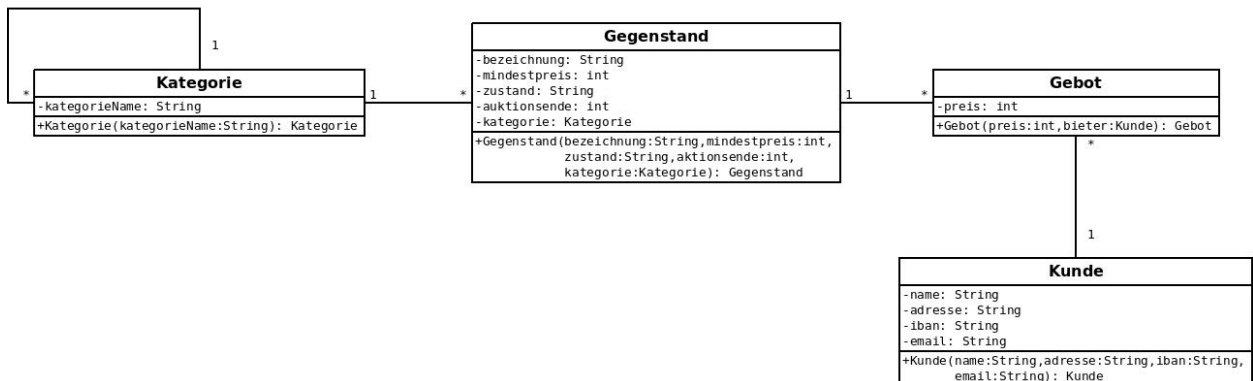 1
*
Kategorie
-kategorieName: String
+Kategorie(kategorieName:String): Kategorie
1
*
Gegenstand
-bezeichnung: String
-mindestpreis: int
-zustand: String
-auktionsende: int
-kategorie: Kategorie
+Gegenstand(bezeichnung:String,mindestpreis:int,
zustand:String,aktionsende:int,
kategorie:Kategorie): Gegenstand
1
*
Gebot
-preis: int
+Gebot(preis:int,bieter:Kunde): Gebot
*
1
Kunde
-name: String
-adresse: String
-iban: String
-email: String
+Kunde(name:String,adresse:String,iban:String,
email:String): Kunde